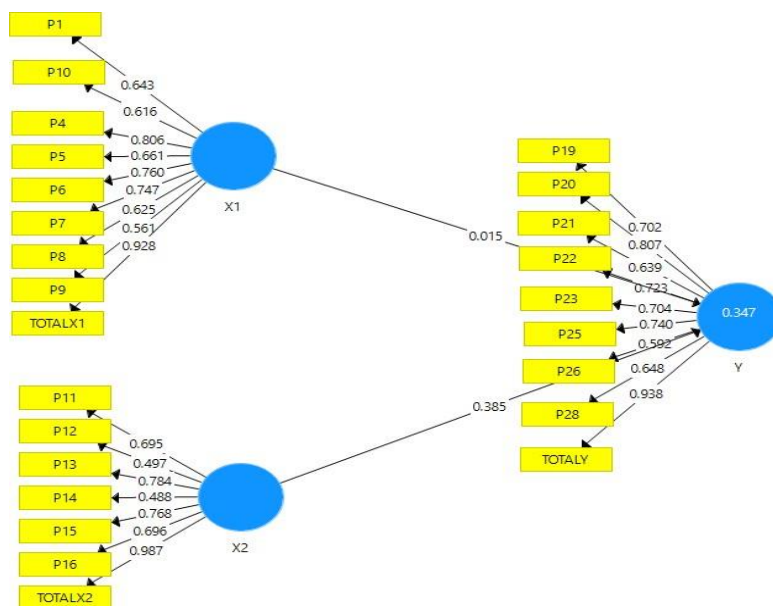 P1
P10
P4
P5
P6
P7
P8
P9
TOTALX1
0.643
0.616
0.806
0.661
0.760
0.747
0.625
0.561
0.928
X1
0.015
P11
P12
P13
P14
P15
P16
TOTALX2
0.695
0.497
0.784
0.488
0.768
0.696
0.987
X2
0.385
P19
P20
P21
P22
P23
P25
P26
P28
TOTALY
0.702
0.807
0.639
0.723
0.704
0.740
0.592
0.648
0.938
0.347
Y